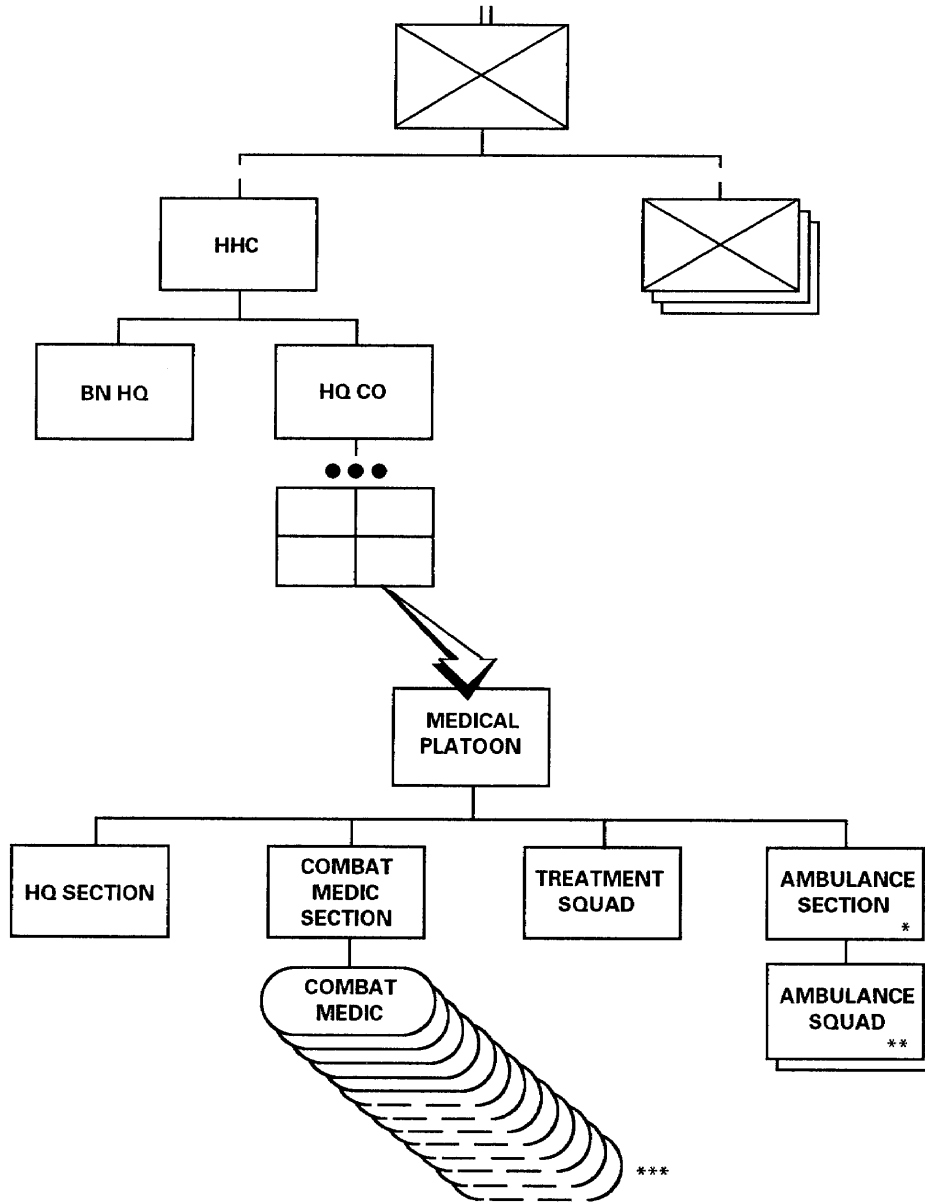 HHC
BN HQ
HQ CO
MEDICAL
PLATOON
HQ SECTION
COMBAT
MEDIC
SECTION
TREATMENT
SQUAD
AMBULANCE
SECTION
*
COMBAT
MEDIC
AMBULANCE
SQUAD
**
***